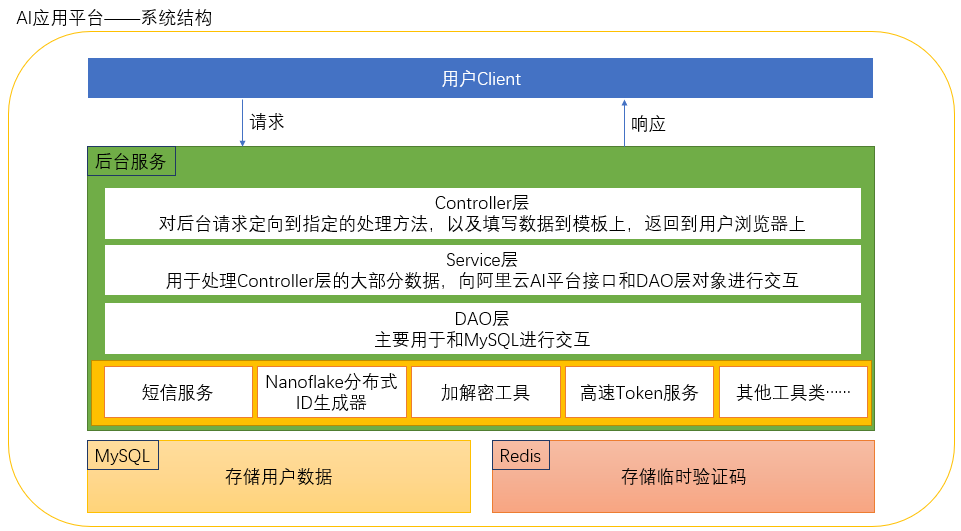 AI应用平台——系统结构
用户Client
请求
响应
后台服务
Controller层
对后台请求定向到指定的处理方法，以及填写数据到模板上，返回到用户浏览器上
Service层
用于处理Controller层的大部分数据，向阿里云AI平台接口和DAO层对象进行交互
DAO层
主要用于和MySQL进行交互
短信服务
Nanoflake分布式
ID生成器
加解密工具
高速Token服务
其他工具类……
MySQL
存储用户数据
Redis
存储临时验证码